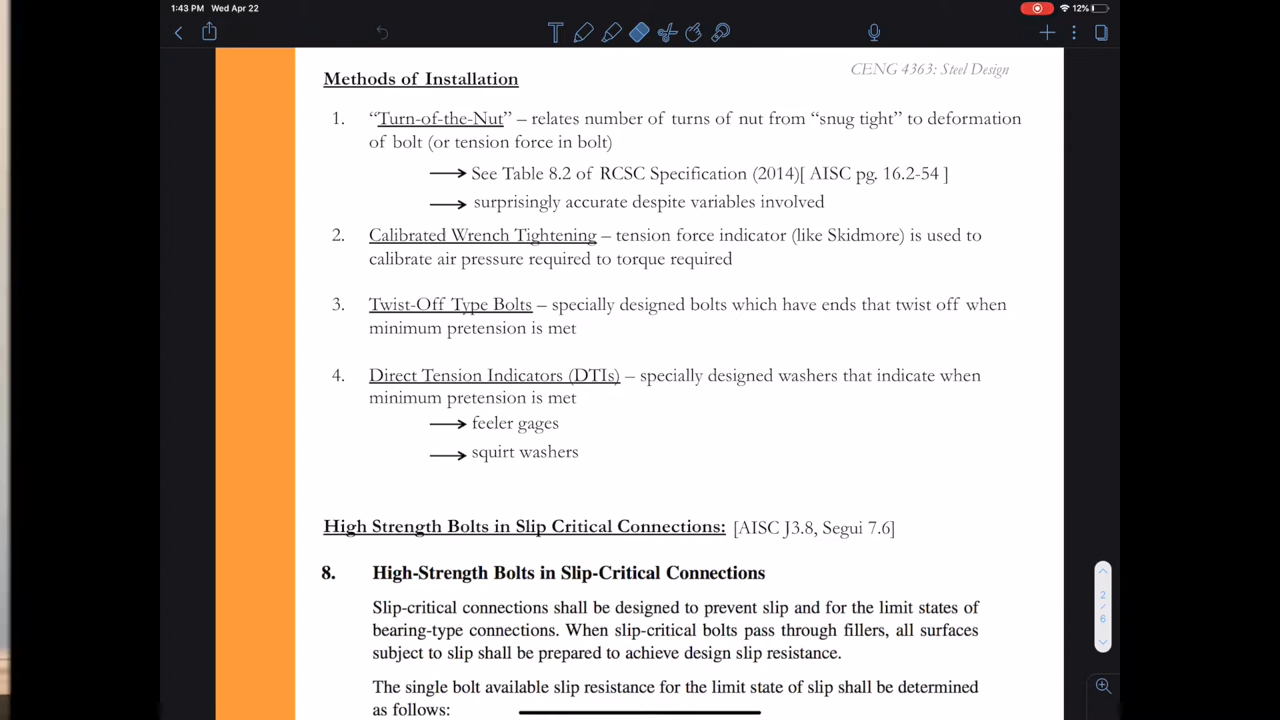 1:43 PM Wed Apr 22
12%
CENG 4363: Steel Design
Methods of Installation
1. “Turn-of-the-Nut” – relates number of turns of nut from “snug tight” to deformation
of bolt (or tension force in bolt)
See Table 8.2 of RCSC Specification (2014)[ AISC pg. 16.2-54 ]
surprisingly accurate despite variables involved
2. Calibrated Wrench Tightening – tension force indicator (like Skidmore) is used to
calibrate air pressure required to torque required
3. Twist-Off Type Bolts – specially designed bolts which have ends that twist off when
minimum pretension is met
4. Direct Tension Indicators (DTIs) – specially designed washers that indicate when
minimum pretension is met
feeler gages
squirt washers
High Strength Bolts in Slip Critical Connections: [AISC J3.8, Segui 7.6]
8. High-Strength Bolts in Slip-Critical Connections
Slip-critical connections shall be designed to prevent slip and for the limit states of
bearing-type connections. When slip-critical bolts pass through fillers, all surfaces
subject to slip shall be prepared to achieve design slip resistance.
The single bolt available slip resistance for the limit state of slip shall be determined
as follows:
2
/
6